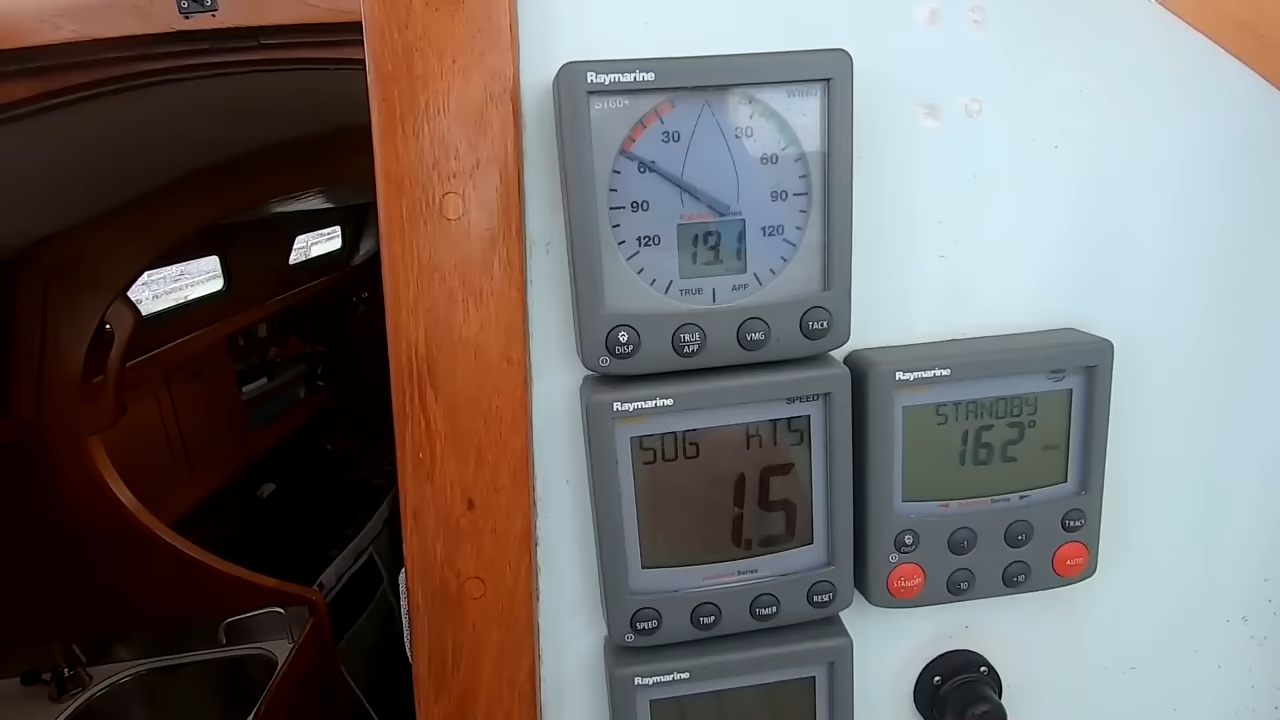 Raymarine
ST60+ WIND
30 30
60 60
90 90
120 120
19.1
TRUE APP
DISP TRUE APP VMG TACK
Raymarine
SPEED
SOG KTS
1.5
RESET
SPEED TRIP TIMER
Raymarine
STANDBY
162°
DISP -1 +1 TRACK
STANDBY -10 +10 AUTO
Raymarine